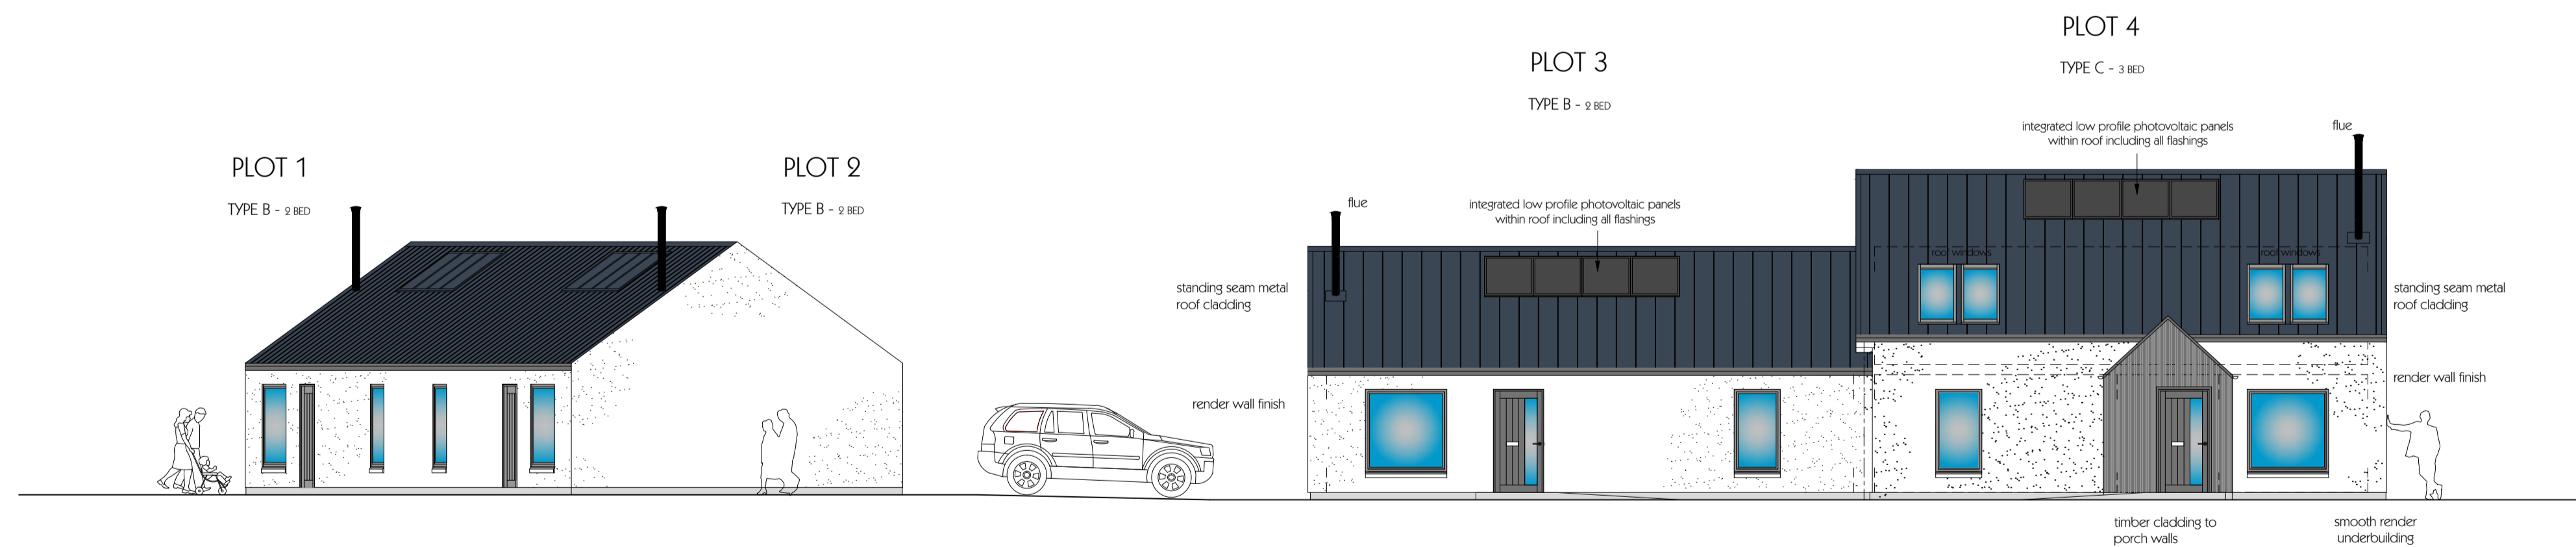 PLOT 1
TYPE B - 2 BED
PLOT 2
TYPE B - 2 BED
PLOT 3
TYPE B - 2 BED
flue
integrated low profile photovoltaic panels
within roof including all flashings
standing seam metal
roof cladding
render wall finish
PLOT 4
TYPE C - 3 BED
integrated low profile photovoltaic panels
within roof including all flashings
flue
roof windows
roof windows
standing seam metal
roof cladding
render wall finish
timber cladding to
porch walls
smooth render
underbuilding